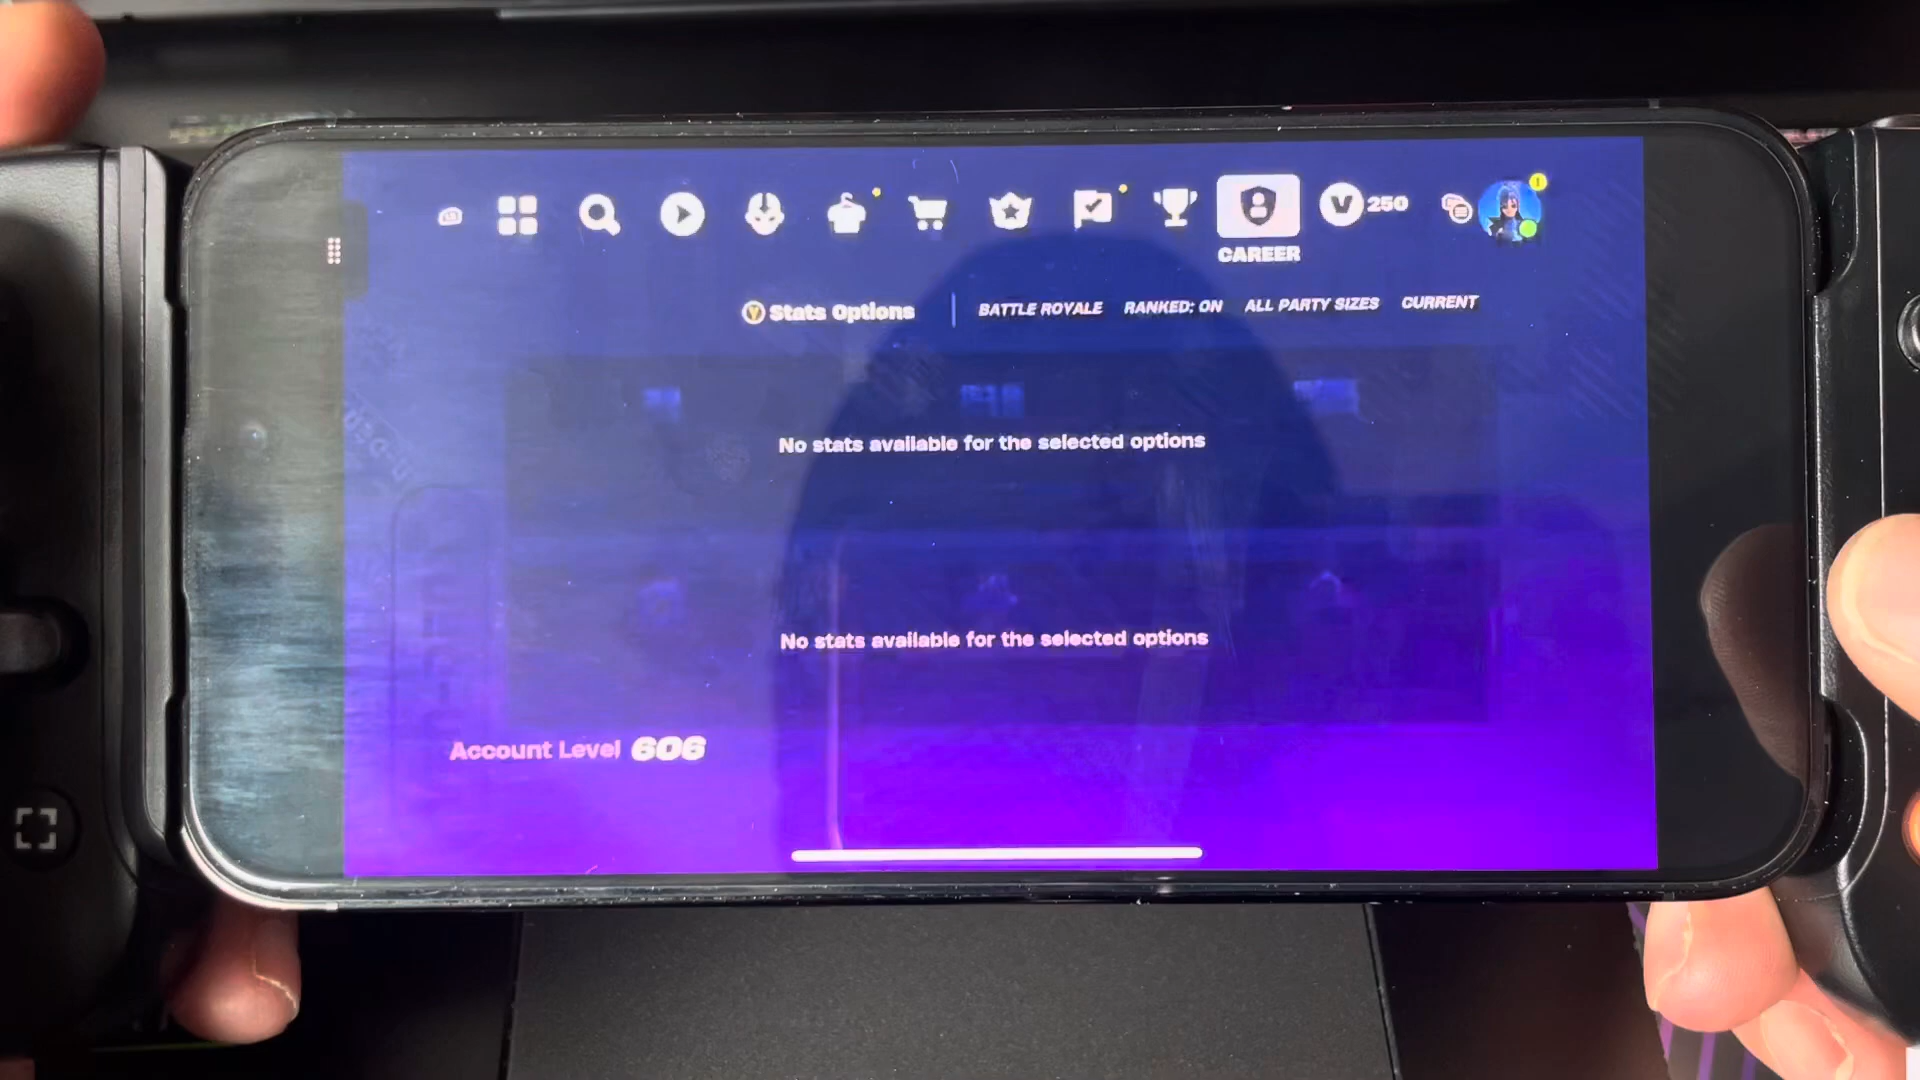 250
CAREER
Stats Options
BATTLE ROYALE RANKED: ON ALL PARTY SIZES CURRENT
No stats available for the selected options
No stats available for the selected options
Account Level 606